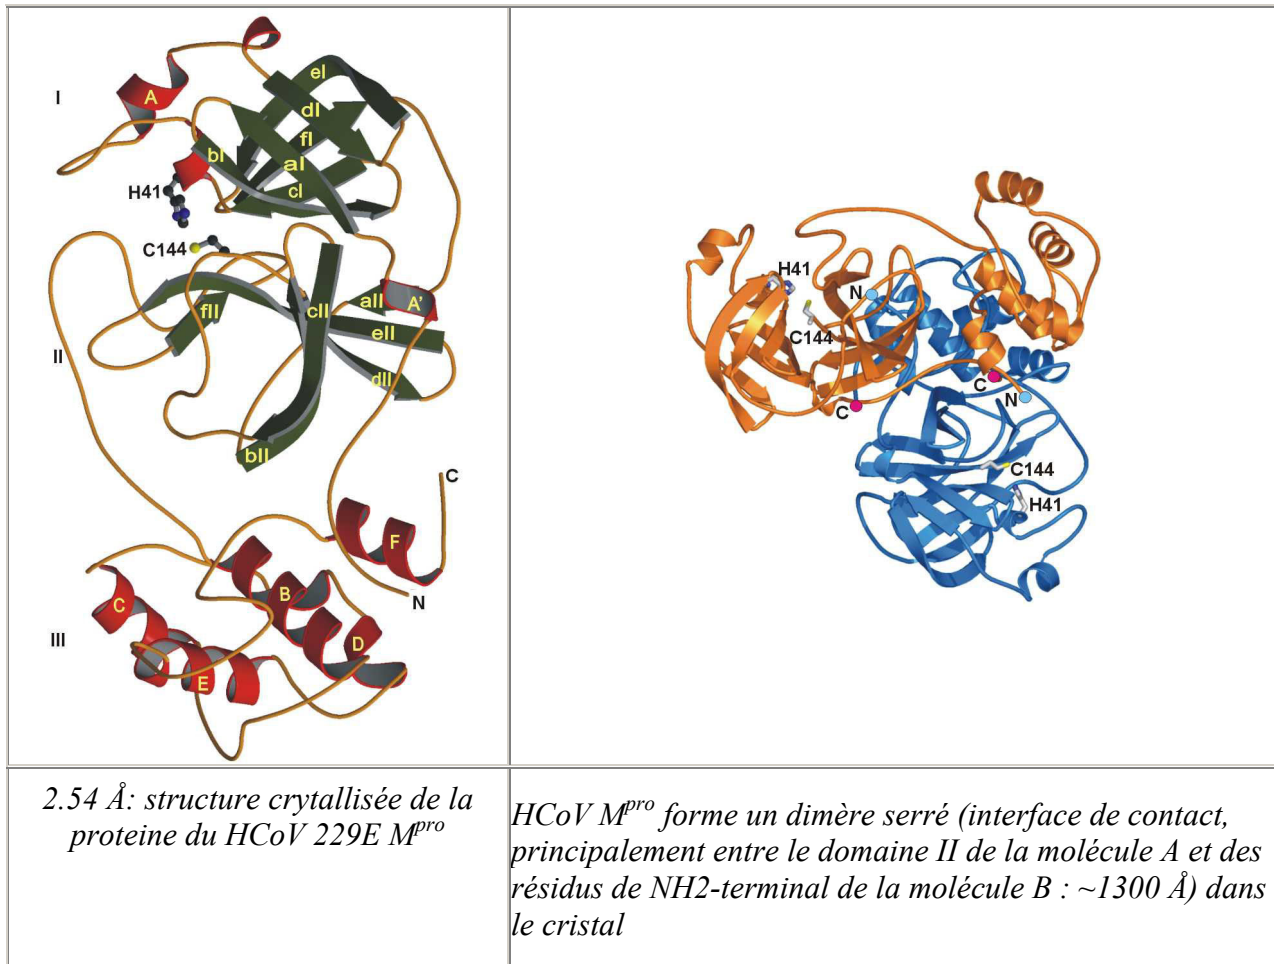 I
A
eI
dI
fI
bI
aI
cI
H41
C144
fII
cII
aII
A'
eII
II
dII
bII
C
F
B
N
C
D
III
E
H41
N
C144
C
C
N
C144
H41
2.54 Å: structure crytallisée de la
proteine du HCoV 229E Mpro
HCoV Mpro forme un dimère serré (interface de contact,
principalement entre le domaine II de la molécule A et des
résidus de NH2-terminal de la molécule B : ~1300 Å) dans
le cristal